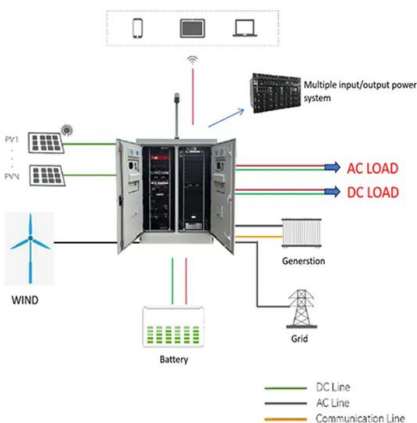 Multiple input/output power
system
PV1
PVN
AC LOAD
DC LOAD
WIND
Generstion
Grid
Battery
DC Line
AC Line
Communication Line